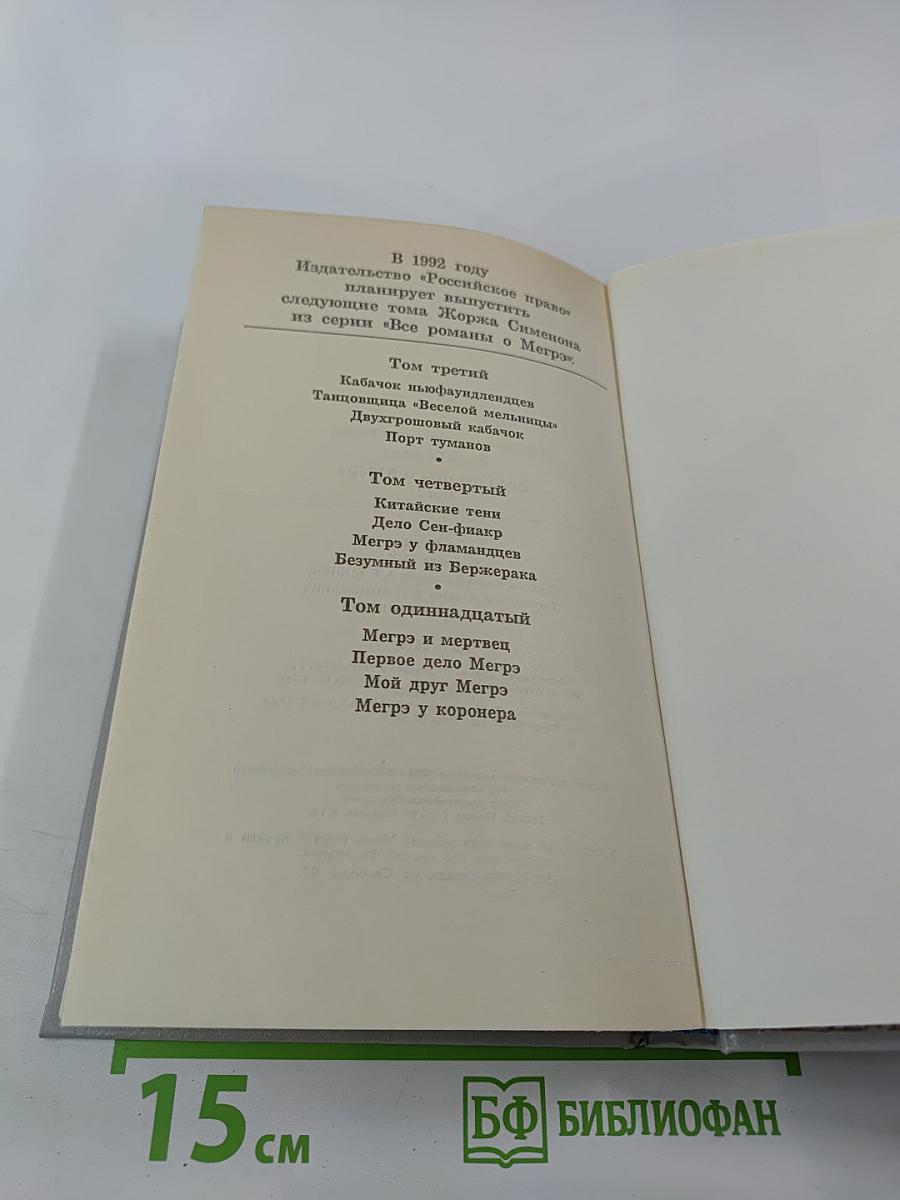 В 1992 году
Издательство «Российское право»
планирует выпустить
следующие тома Жоржа Сименона
из серии «Все романы о Мегрэ»:
Том третий
Кабачок ньюфаундлендцев
Танцовщица «Веселой мельницы»
Двухгрошовый кабачок
Порт туманов
•
Том четвертый
Китайские тени
Дело Сен-фиакр
Мегрэ у фламандцев
Безумный из Бержерака
•
Том одиннадцатый
Мегрэ и мертвец
Первое дело Мегрэ
Мой друг Мегрэ
Мегрэ у коронера
15 см
БФ БИБЛИОФАН